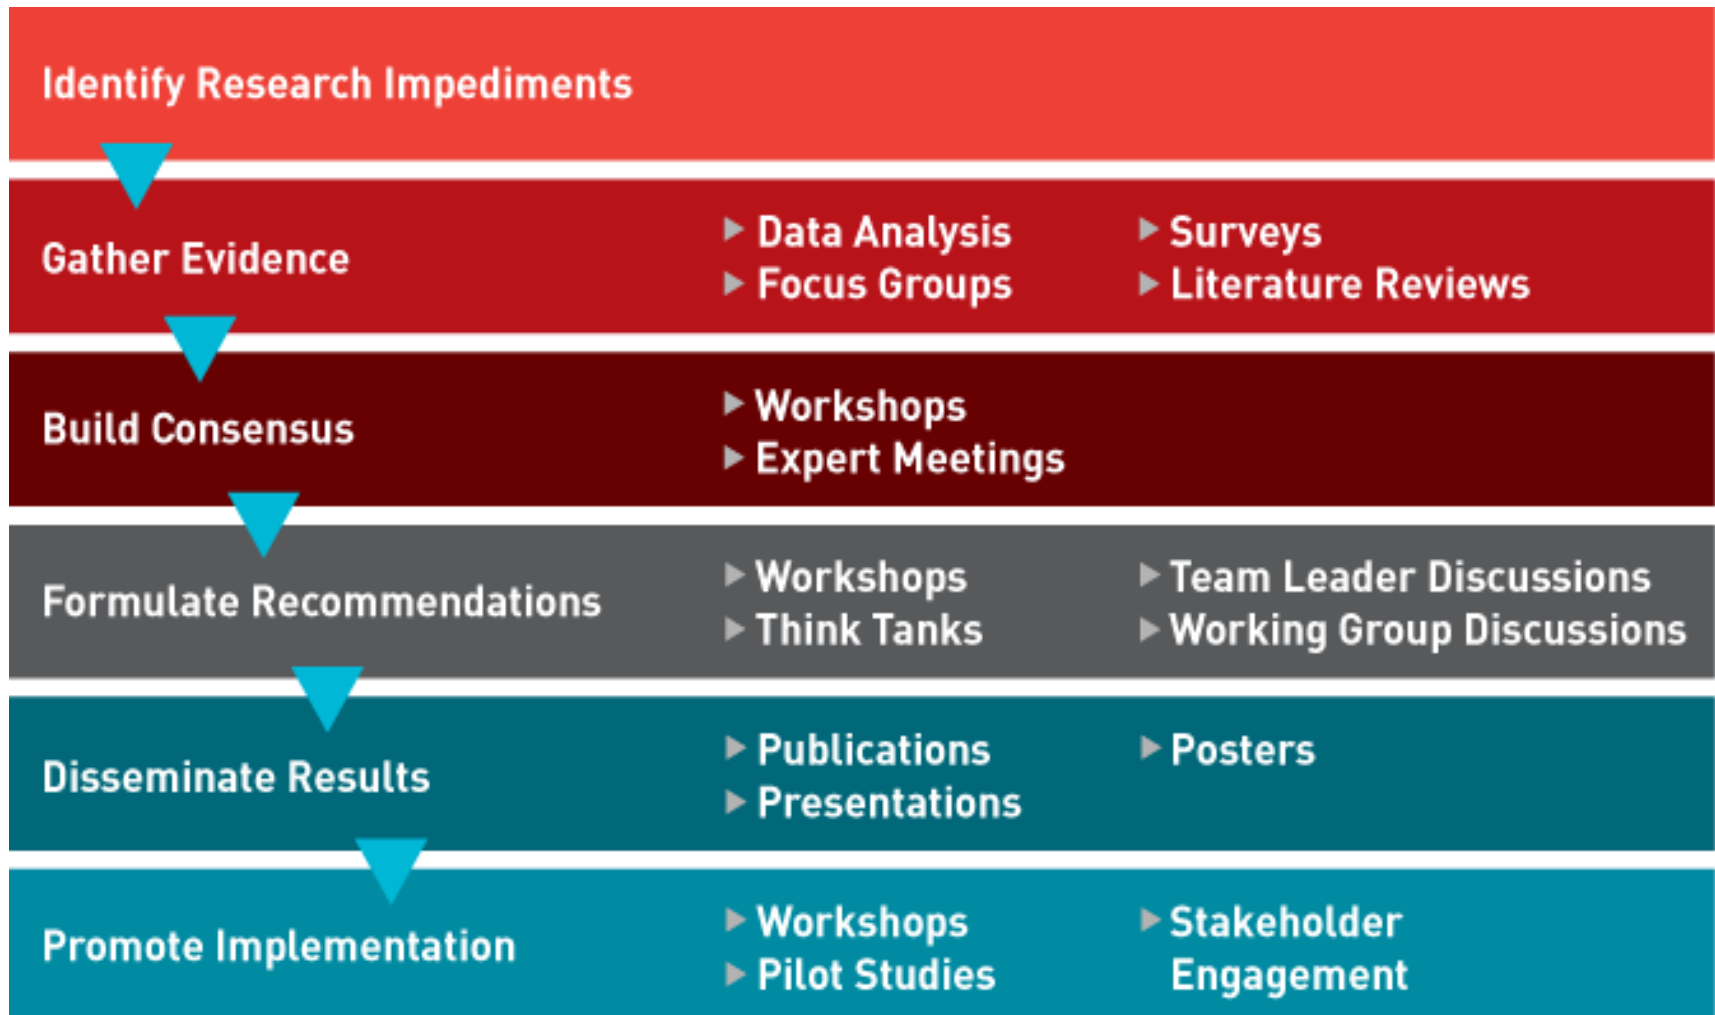 Identify Research Impediments
Gather Evidence
Data Analysis
Focus Groups
Surveys
Literature Reviews
Build Consensus
Workshops
Expert Meetings
Formulate Recommendations
Workshops
Think Tanks
Team Leader Discussions
Working Group Discussions
Disseminate Results
Publications
Presentations
Posters
Promote Implementation
Workshops
Pilot Studies
Stakeholder
Engagement